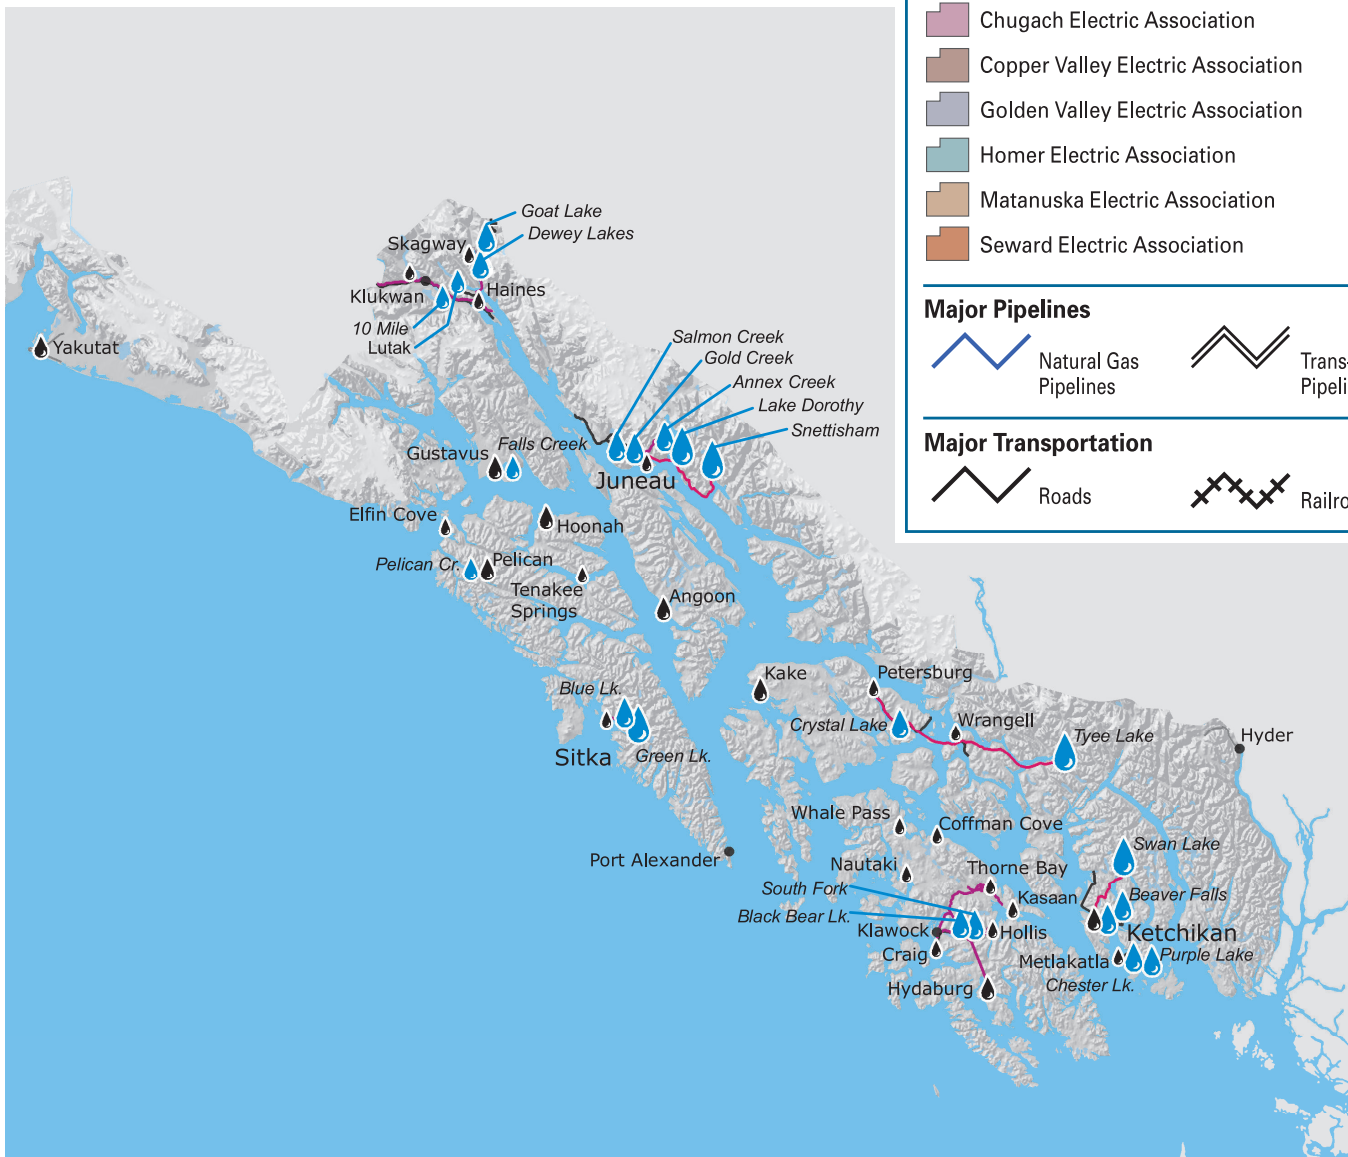 Chugach Electric Association
Copper Valley Electric Association
Golden Valley Electric Association
Homer Electric Association
Matanuska Electric Association
Seward Electric Association
Major Pipelines
Natural Gas
Pipelines
Trans-
Pipeli
Major Transportation
Roads
Railro
Goat Lake
Dewey Lakes
Skagway
Klukwan
Haines
10 Mile
Lutak
Yakutat
Salmon Creek
Gold Creek
Annex Creek
Lake Dorothy
Snettisham
Falls Creek
Gustavus
Juneau
Elfin Cove
Hoonah
Pelican Cr.
Pelican
Tenakee
Springs
Angoon
Kake
Petersburg
Blue Lk.
Crystal Lake
Wrangell
Tyee Lake
Hyder
Sitka
Green Lk.
Whale Pass
Coffman Cove
Port Alexander
Swan Lake
Nautaki
Thorne Bay
South Fork
Kasaan
Beaver Falls
Black Bear Lk.
Klawock
Hollis
Ketchikan
Craig
Metlakatla
Purple Lake
Chester Lk.
Hydaburg